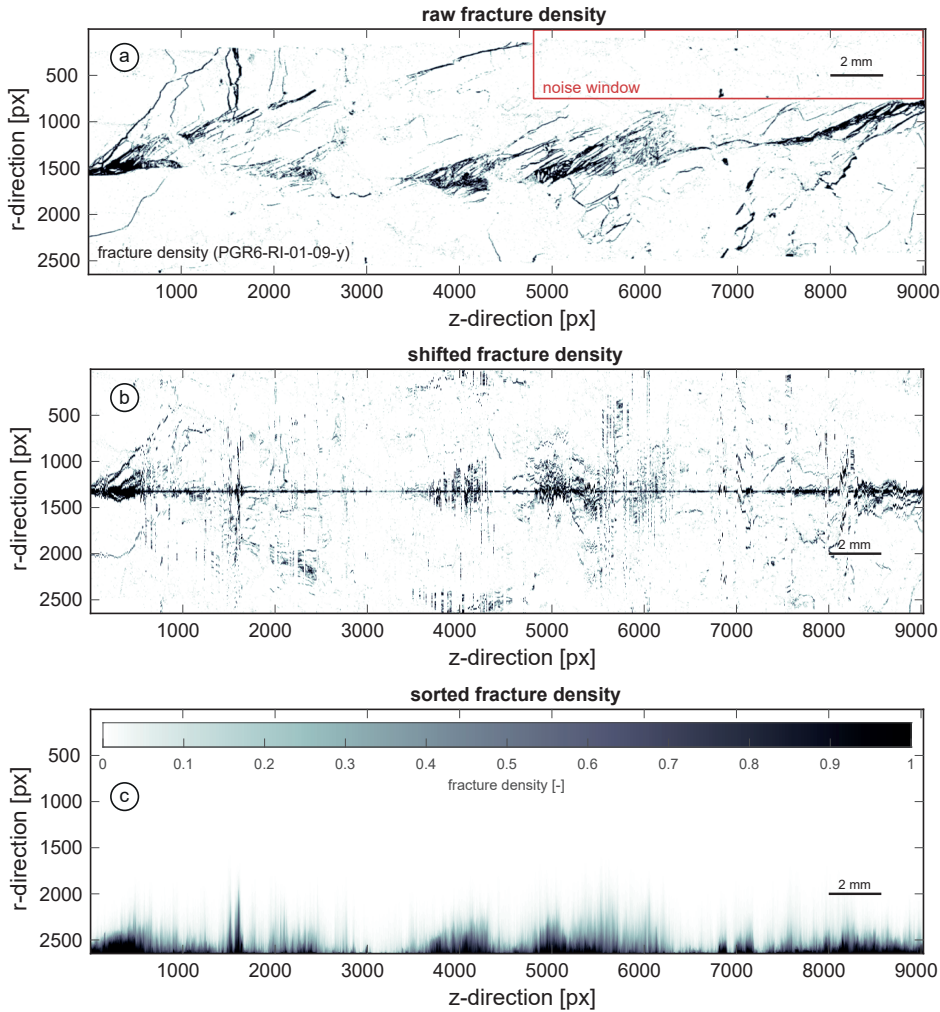 raw fracture density
a
500
1000
1500
2000
2500
r-direction [px]
noise window
2 mm
fracture density (PGR6-RI-01-09-y)
1000 2000 3000 4000 5000 6000 7000 8000 9000
z-direction [px]
shifted fracture density
b
500
1000
1500
2000
2500
r-direction [px]
2 mm
1000 2000 3000 4000 5000 6000 7000 8000 9000
z-direction [px]
sorted fracture density
0 0.1 0.2 0.3 0.4 0.5 0.6 0.7 0.8 0.9 1
fracture density [-]
c
500
1000
1500
2000
2500
r-direction [px]
2 mm
1000 2000 3000 4000 5000 6000 7000 8000 9000
z-direction [px]